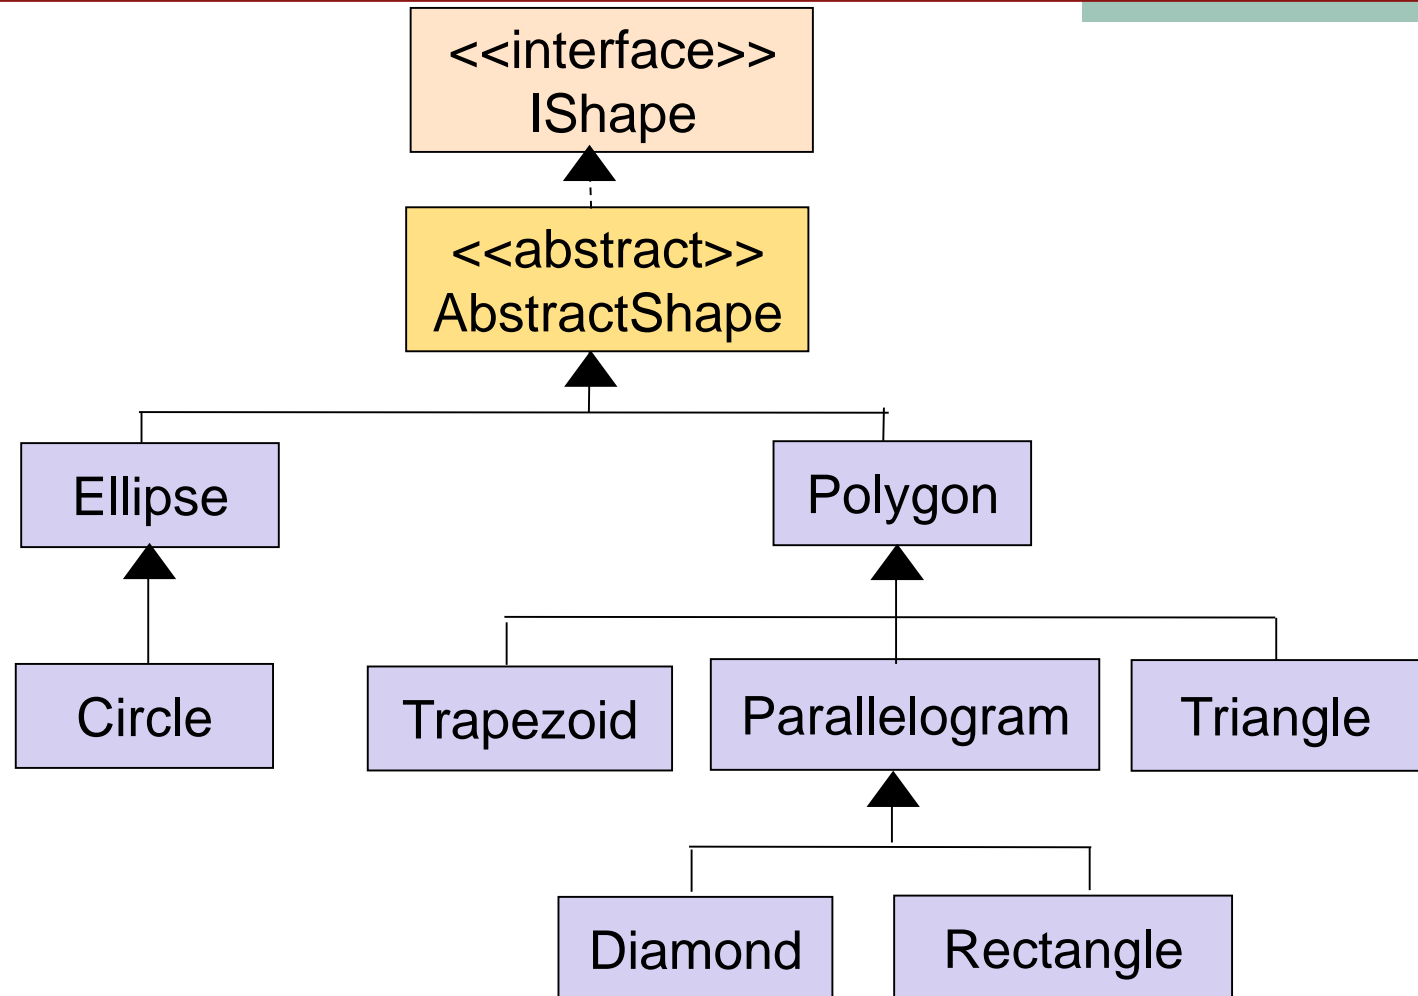 <<interface>>
IShape
<<abstract>>
AbstractShape
Ellipse
Polygon
Circle
Trapezoid
Parallelogram
Triangle
Diamond
Rectangle